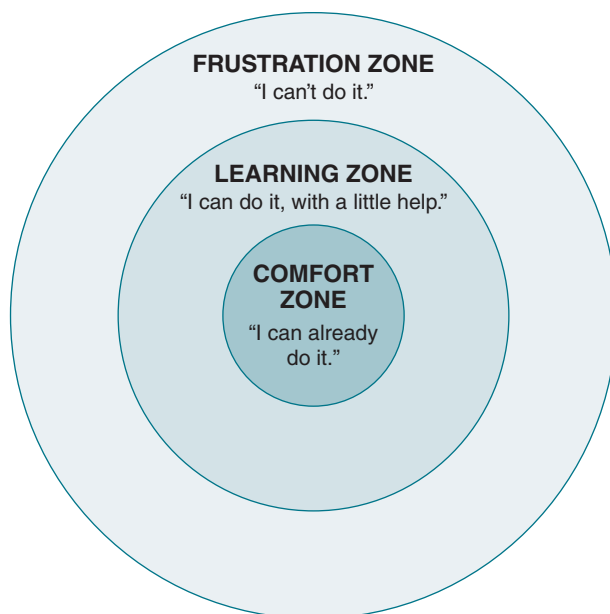 FRUSTRATION ZONE
“I can't do it.”
LEARNING ZONE
“I can do it, with a little help.”
COMFORT
ZONE
“I can already
do it.”